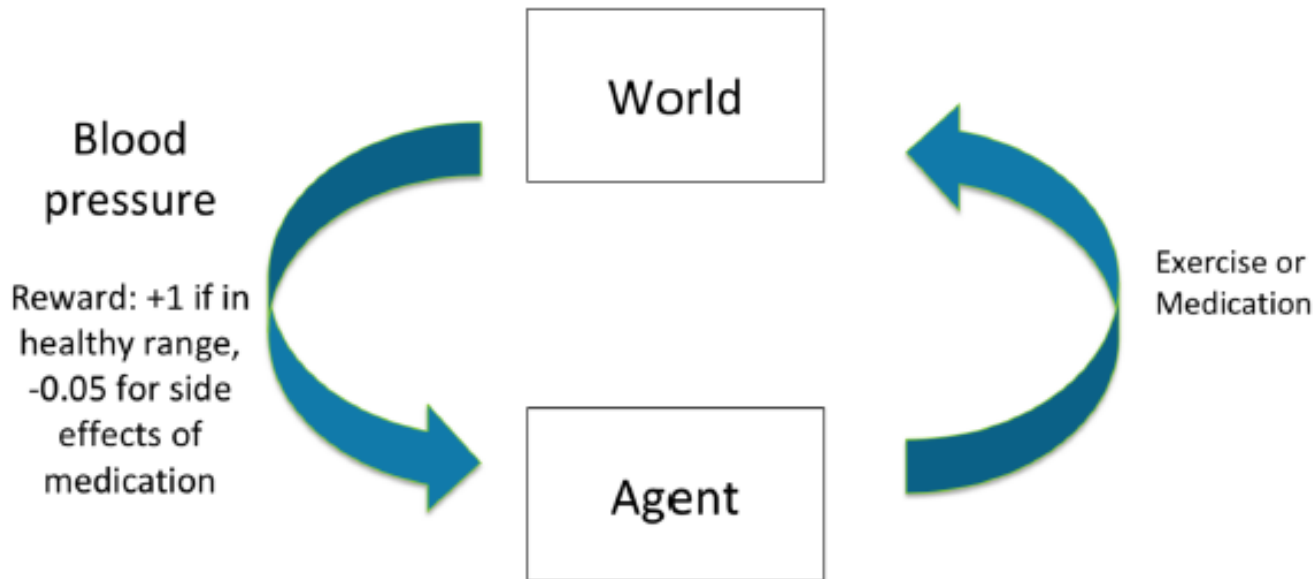 World
Blood
pressure
Reward: +1 if in
healthy range,
-0.05 for side
effects of
medication
Exercise or
Medication
Agent